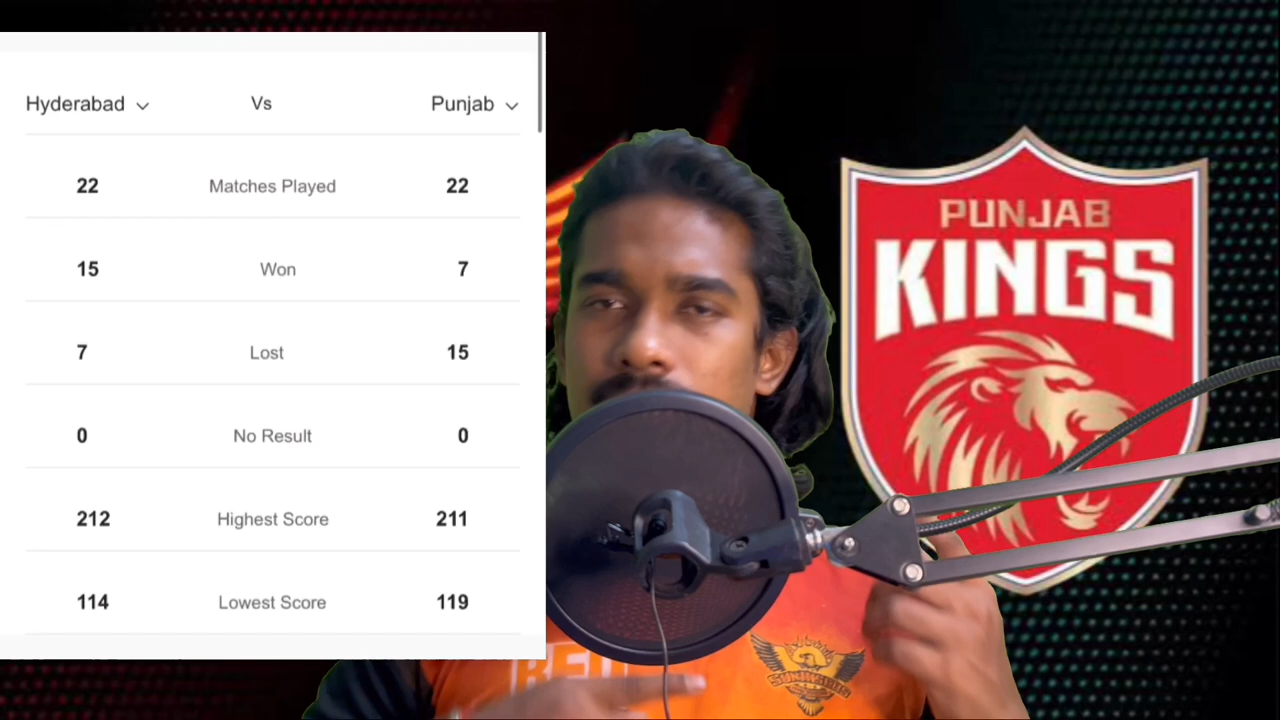 Hyderabad Vs Punjab
22 Matches Played 22
15 Won 7
7 Lost 15
0 No Result 0
212 Highest Score 211
114 Lowest Score 119
PUNJAB
KINGS
SUNRISERS